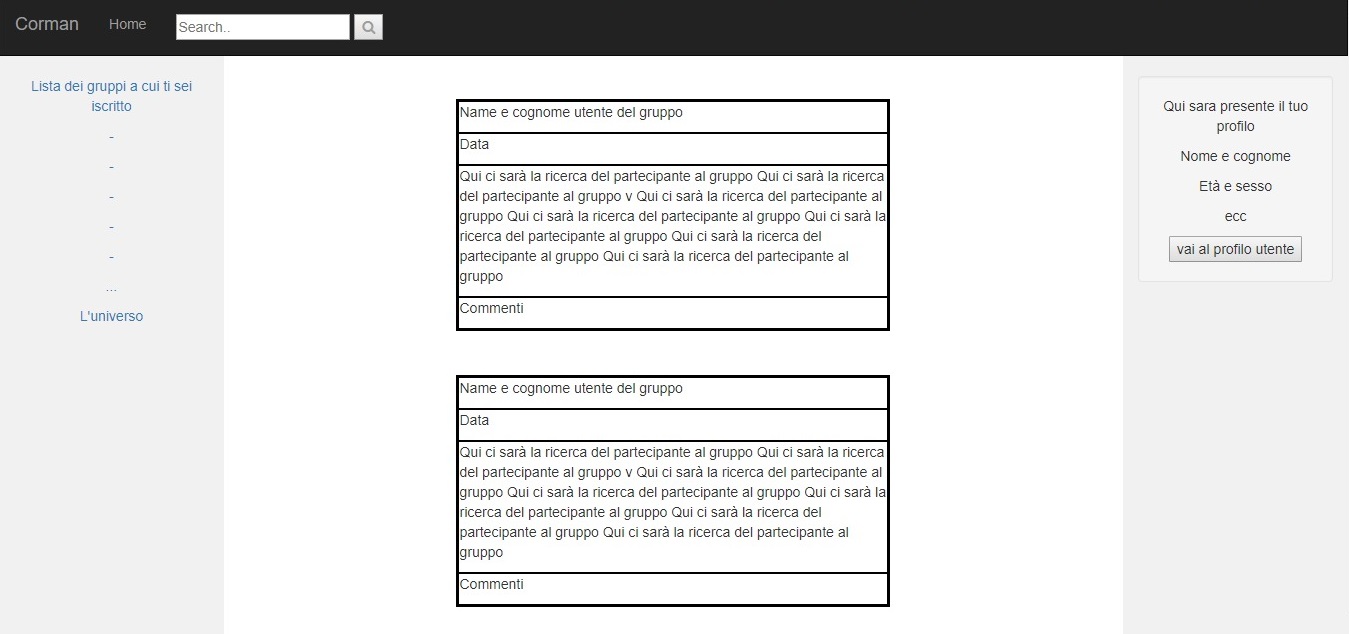 Corman Home Search..
Lista dei gruppi a cui ti sei
iscritto
-
-
-
-
-
...
L'universo
Name e cognome utente del gruppo
Data
Qui ci sarà la ricerca del partecipante al gruppo Qui ci sarà la ricerca
del partecipante al gruppo v Qui ci sarà la ricerca del partecipante al
gruppo Qui ci sarà la ricerca del partecipante al gruppo Qui ci sarà la
ricerca del partecipante al gruppo Qui ci sarà la ricerca del
partecipante al gruppo Qui ci sarà la ricerca del partecipante al
gruppo
Commenti
Name e cognome utente del gruppo
Data
Qui ci sarà la ricerca del partecipante al gruppo Qui ci sarà la ricerca
del partecipante al gruppo v Qui ci sarà la ricerca del partecipante al
gruppo Qui ci sarà la ricerca del partecipante al gruppo Qui ci sarà la
ricerca del partecipante al gruppo Qui ci sarà la ricerca del
partecipante al gruppo Qui ci sarà la ricerca del partecipante al
gruppo
Commenti
Qui sara presente il tuo
profilo
Nome e cognome
Età e sesso
ecc
vai al profilo utente